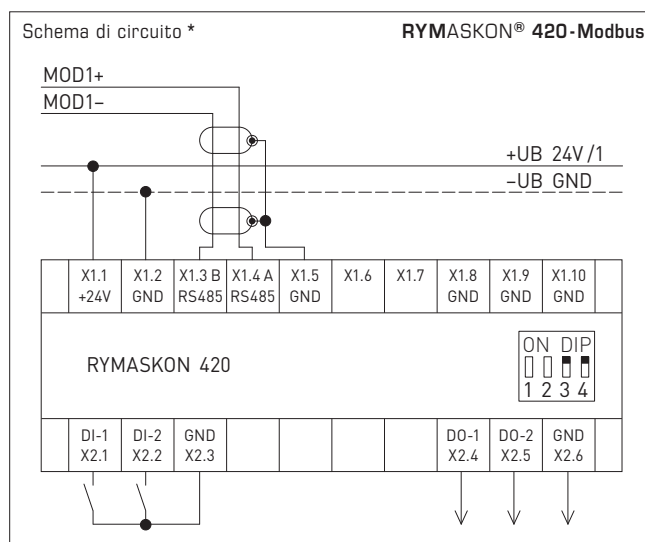 Schema di circuito * RYMASKON® 420-Modbus
MOD1+
MOD1–
+UB 24V/1
–UB GND
X1.1 X1.2 X1.3 B X1.4 A X1.5 X1.6 X1.7 X1.8 X1.9 X1.10
+24V GND RS485 RS485 GND GND GND GND
RYMASKON 420
ON DIP
1 2 3 4
DI-1 DI-2 GND DO-1 DO-2 GND
X2.1 X2.2 X2.3 X2.4 X2.5 X2.6